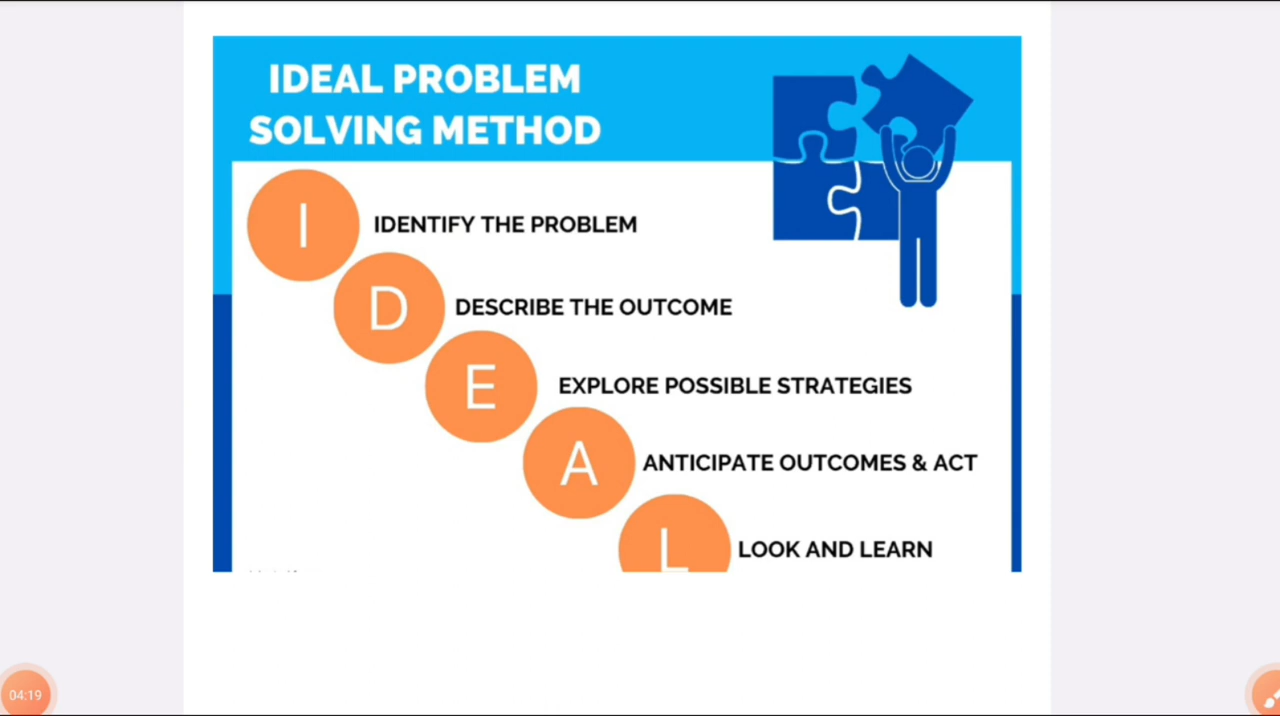 IDEAL PROBLEM
SOLVING METHOD
I
IDENTIFY THE PROBLEM
D
DESCRIBE THE OUTCOME
E
EXPLORE POSSIBLE STRATEGIES
A
ANTICIPATE OUTCOMES & ACT
L
LOOK AND LEARN
04:19